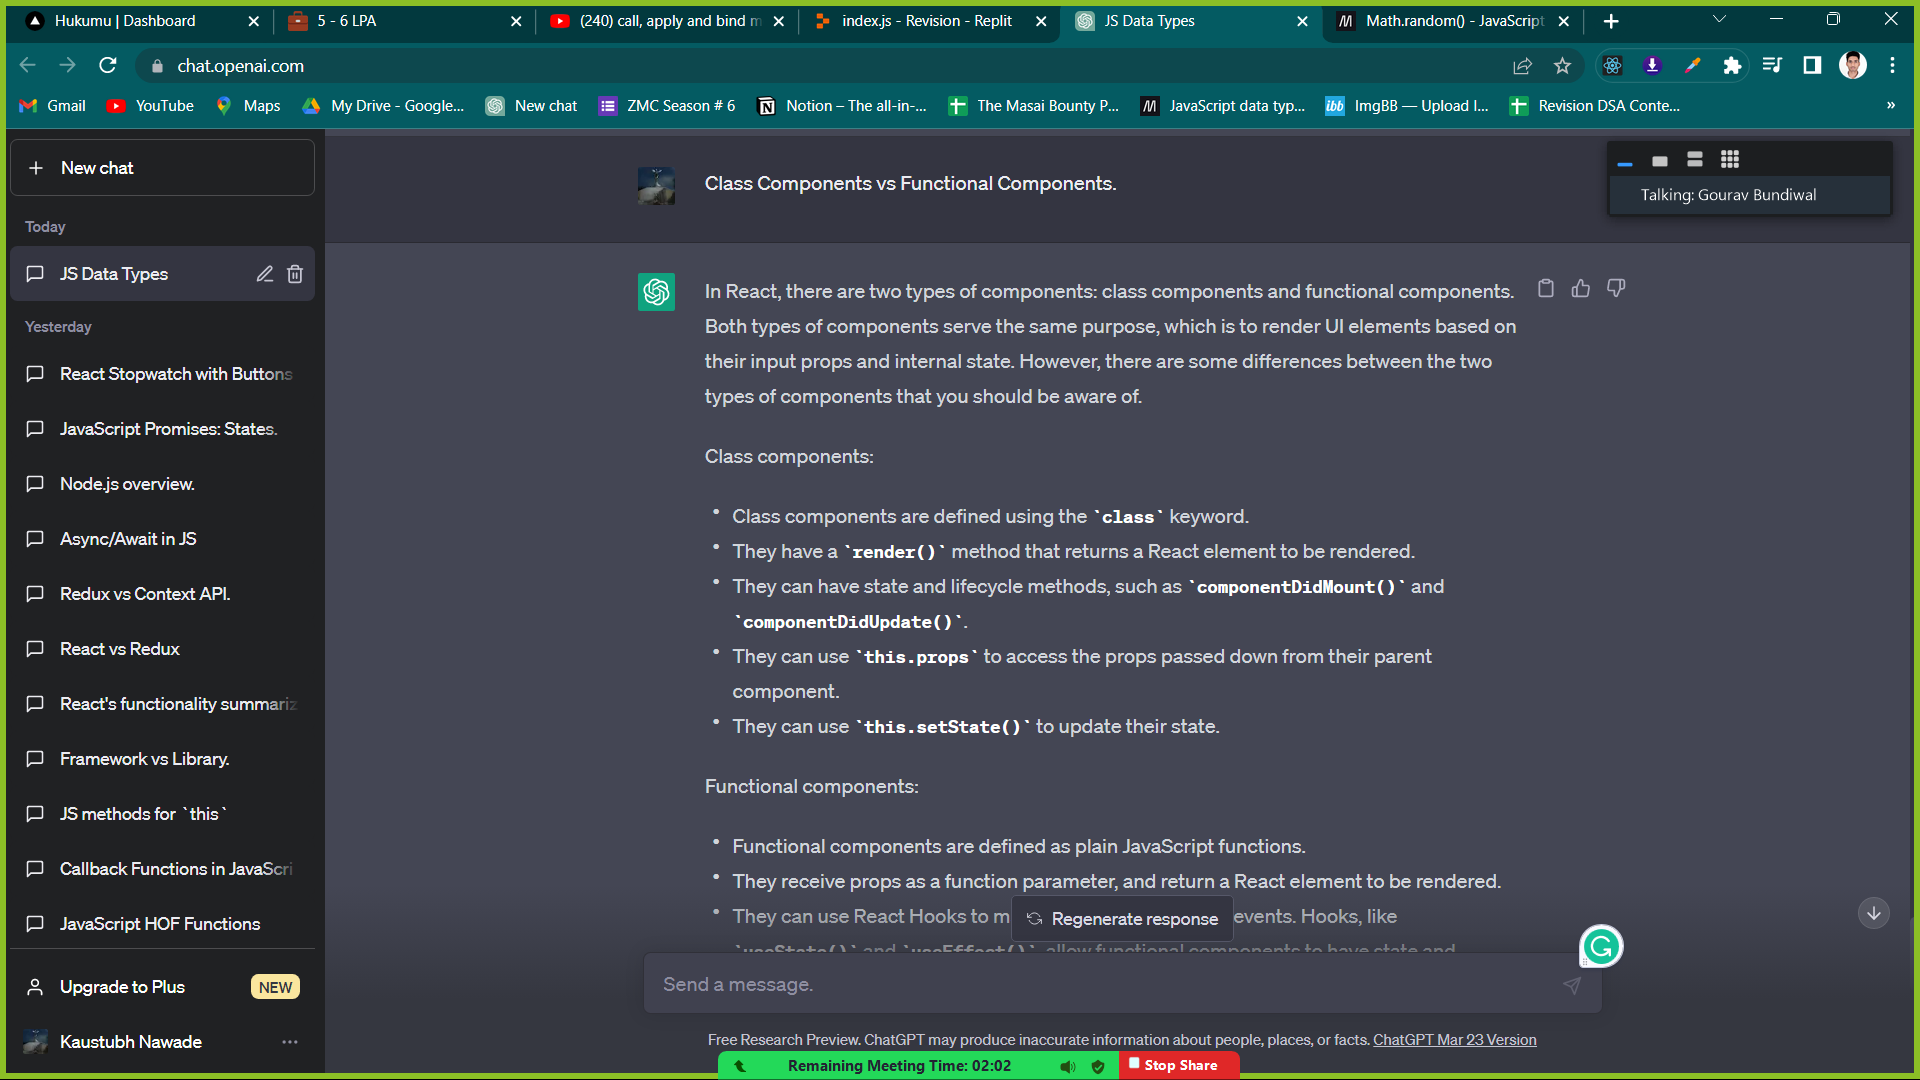 Hukumu | Dashboard
5 - 6 LPA
(240) call, apply and bind m
index.js - Revision - Replit
JS Data Types
Math.random() - JavaScript
chat.openai.com
Gmail
YouTube
Maps
My Drive - Google...
New chat
ZMC Season # 6
Notion – The all-in-...
The Masai Bounty P...
JavaScript data typ...
ibb ImgBB — Upload I...
Revision DSA Conte...
»
+ New chat
Today
JS Data Types
Yesterday
React Stopwatch with Buttons
JavaScript Promises: States.
Node.js overview.
Async/Await in JS
Redux vs Context API.
React vs Redux
React's functionality summariz
Framework vs Library.
JS methods for `this`
Callback Functions in JavaScri
JavaScript HOF Functions
Upgrade to Plus NEW
Kaustubh Nawade
Class Components vs Functional Components.
Talking: Gourav Bundiwal
In React, there are two types of components: class components and functional components.
Both types of components serve the same purpose, which is to render UI elements based on
their input props and internal state. However, there are some differences between the two
types of components that you should be aware of.
Class components:
• Class components are defined using the `class` keyword.
• They have a `render()` method that returns a React element to be rendered.
• They can have state and lifecycle methods, such as `componentDidMount()` and
`componentDidUpdate()`.
• They can use `this.props` to access the props passed down from their parent
component.
• They can use `this.setState()` to update their state.
Functional components:
• Functional components are defined as plain JavaScript functions.
• They receive props as a function parameter, and return a React element to be rendered.
• They can use React Hooks to m events. Hooks, like
`useState()` and `useEffect()`, allow functional components to have state and
Regenerate response
Send a message.
Free Research Preview. ChatGPT may produce inaccurate information about people, places, or facts. ChatGPT Mar 23 Version
Remaining Meeting Time: 02:02
Stop Share